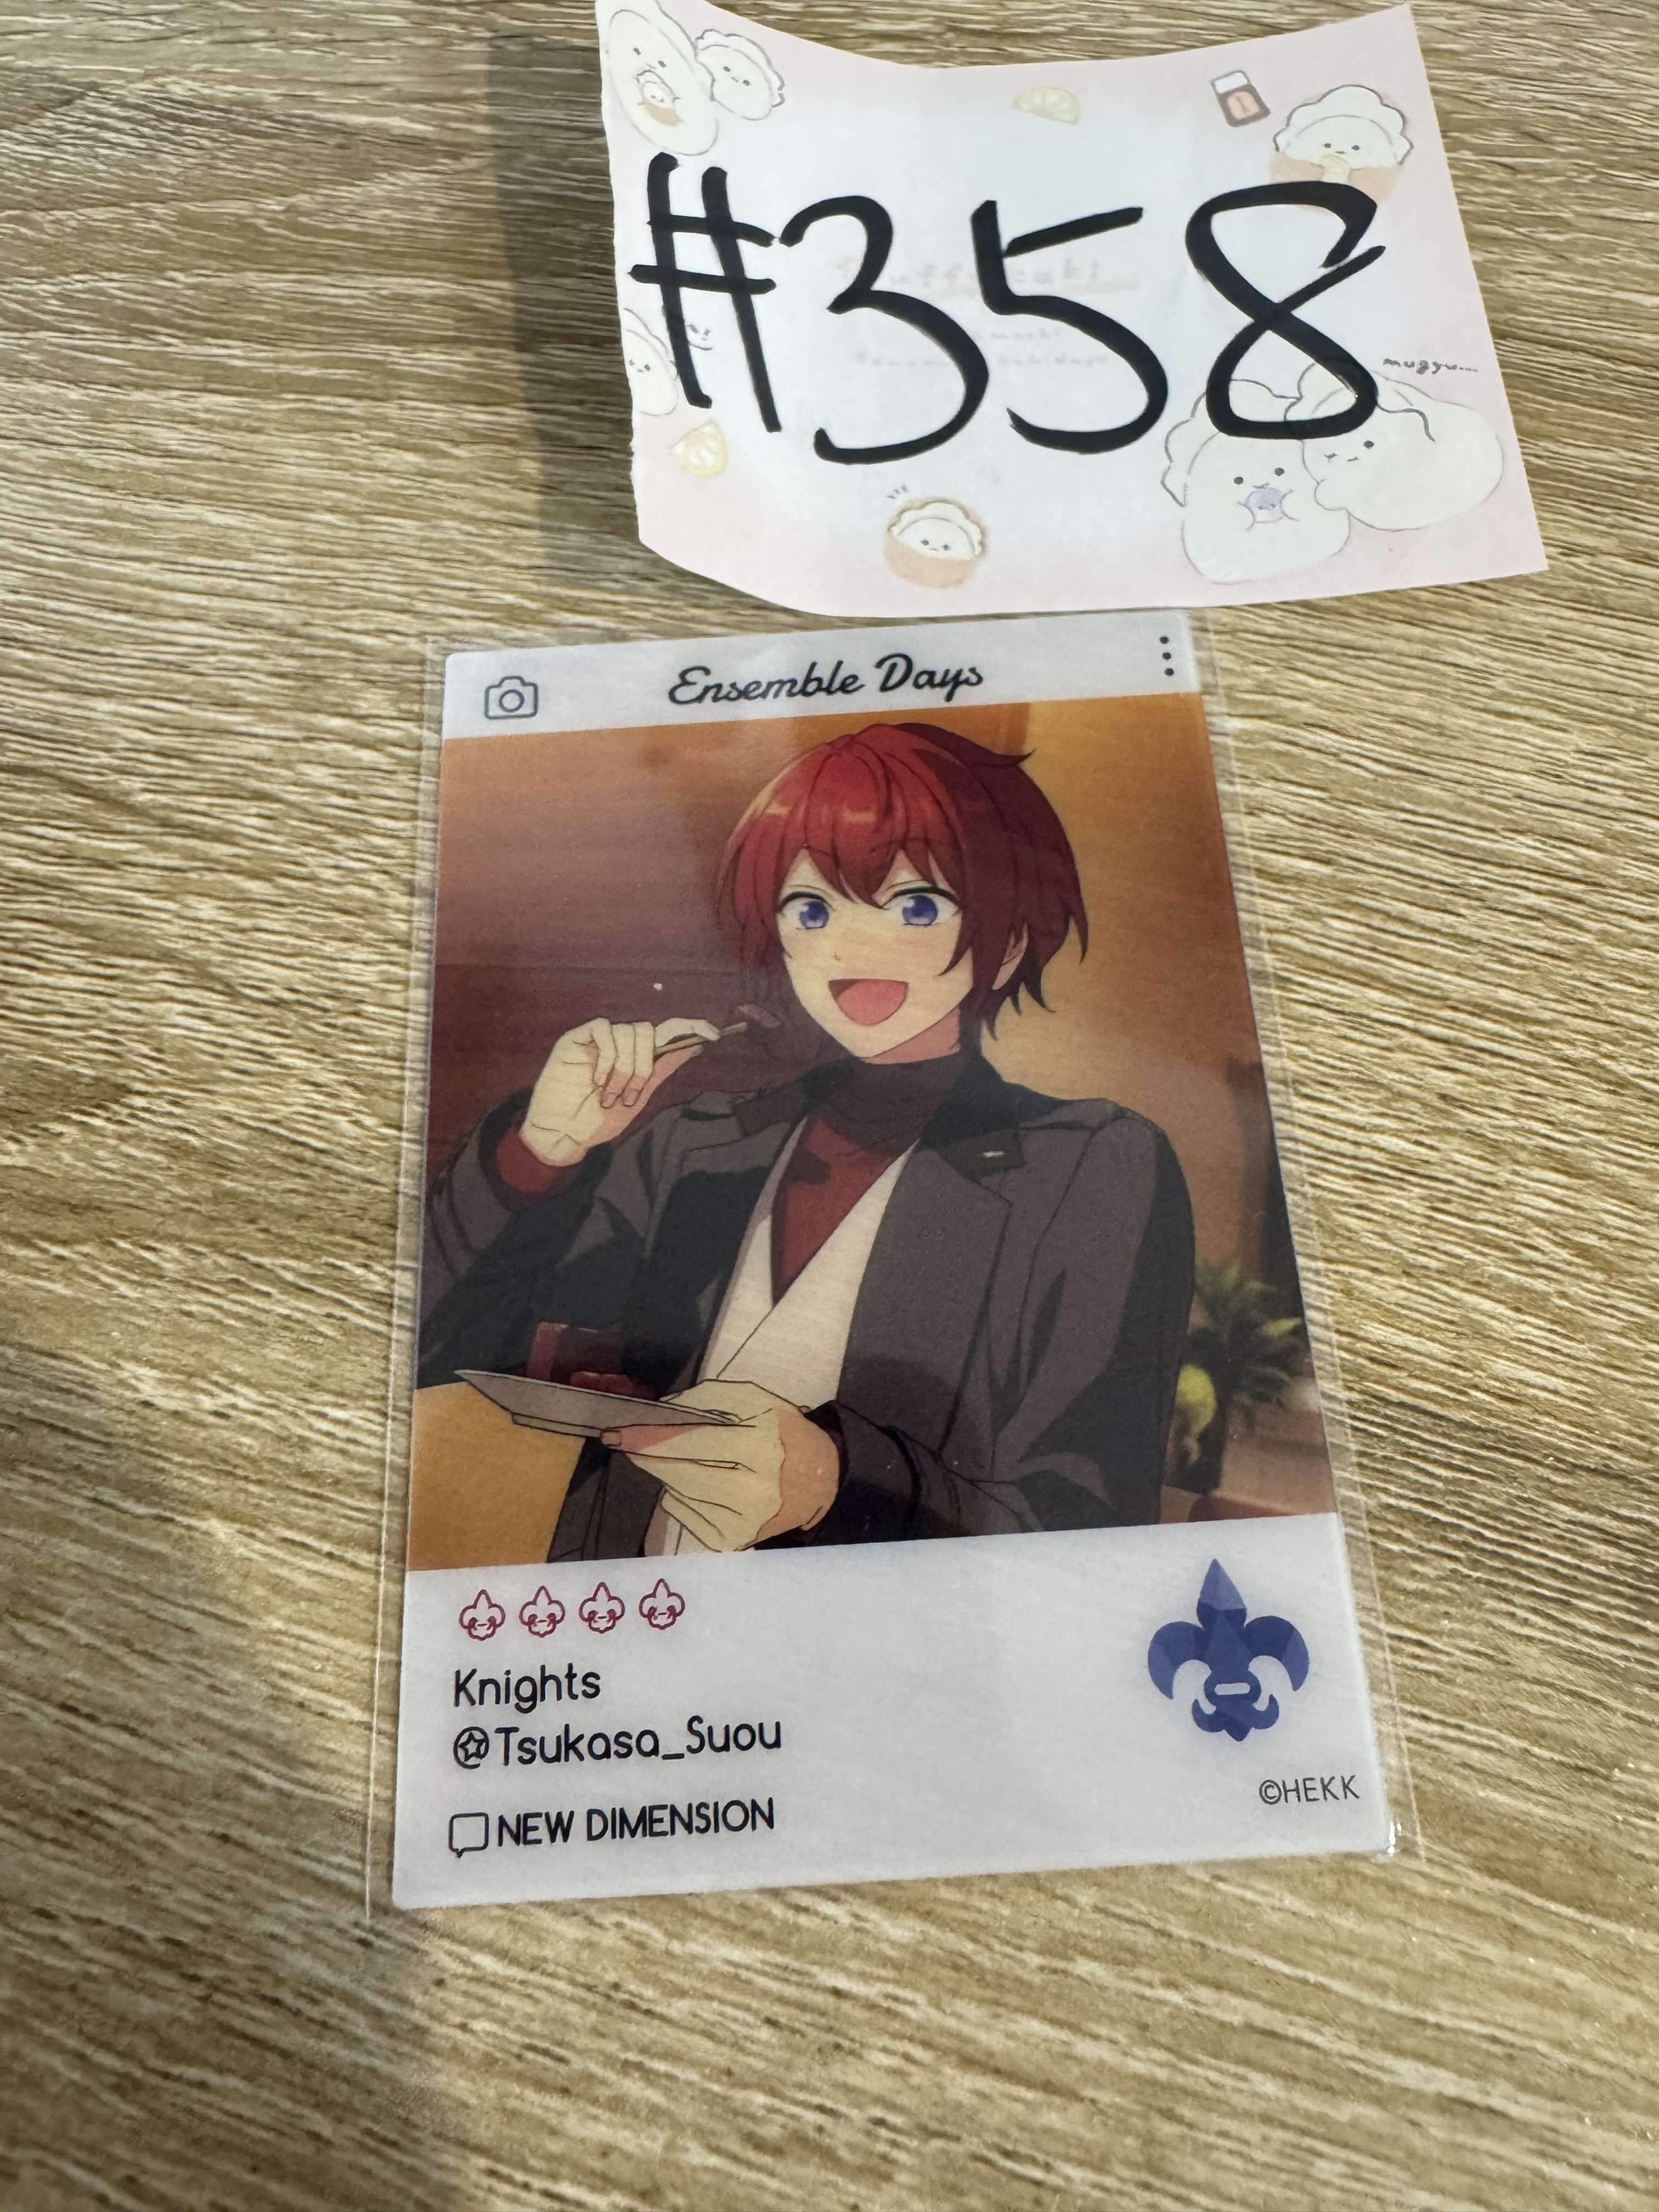 #358
mugyu...
Ensemble Days
Knights
@Tsukasa_Suou
NEW DIMENSION
©HEKK